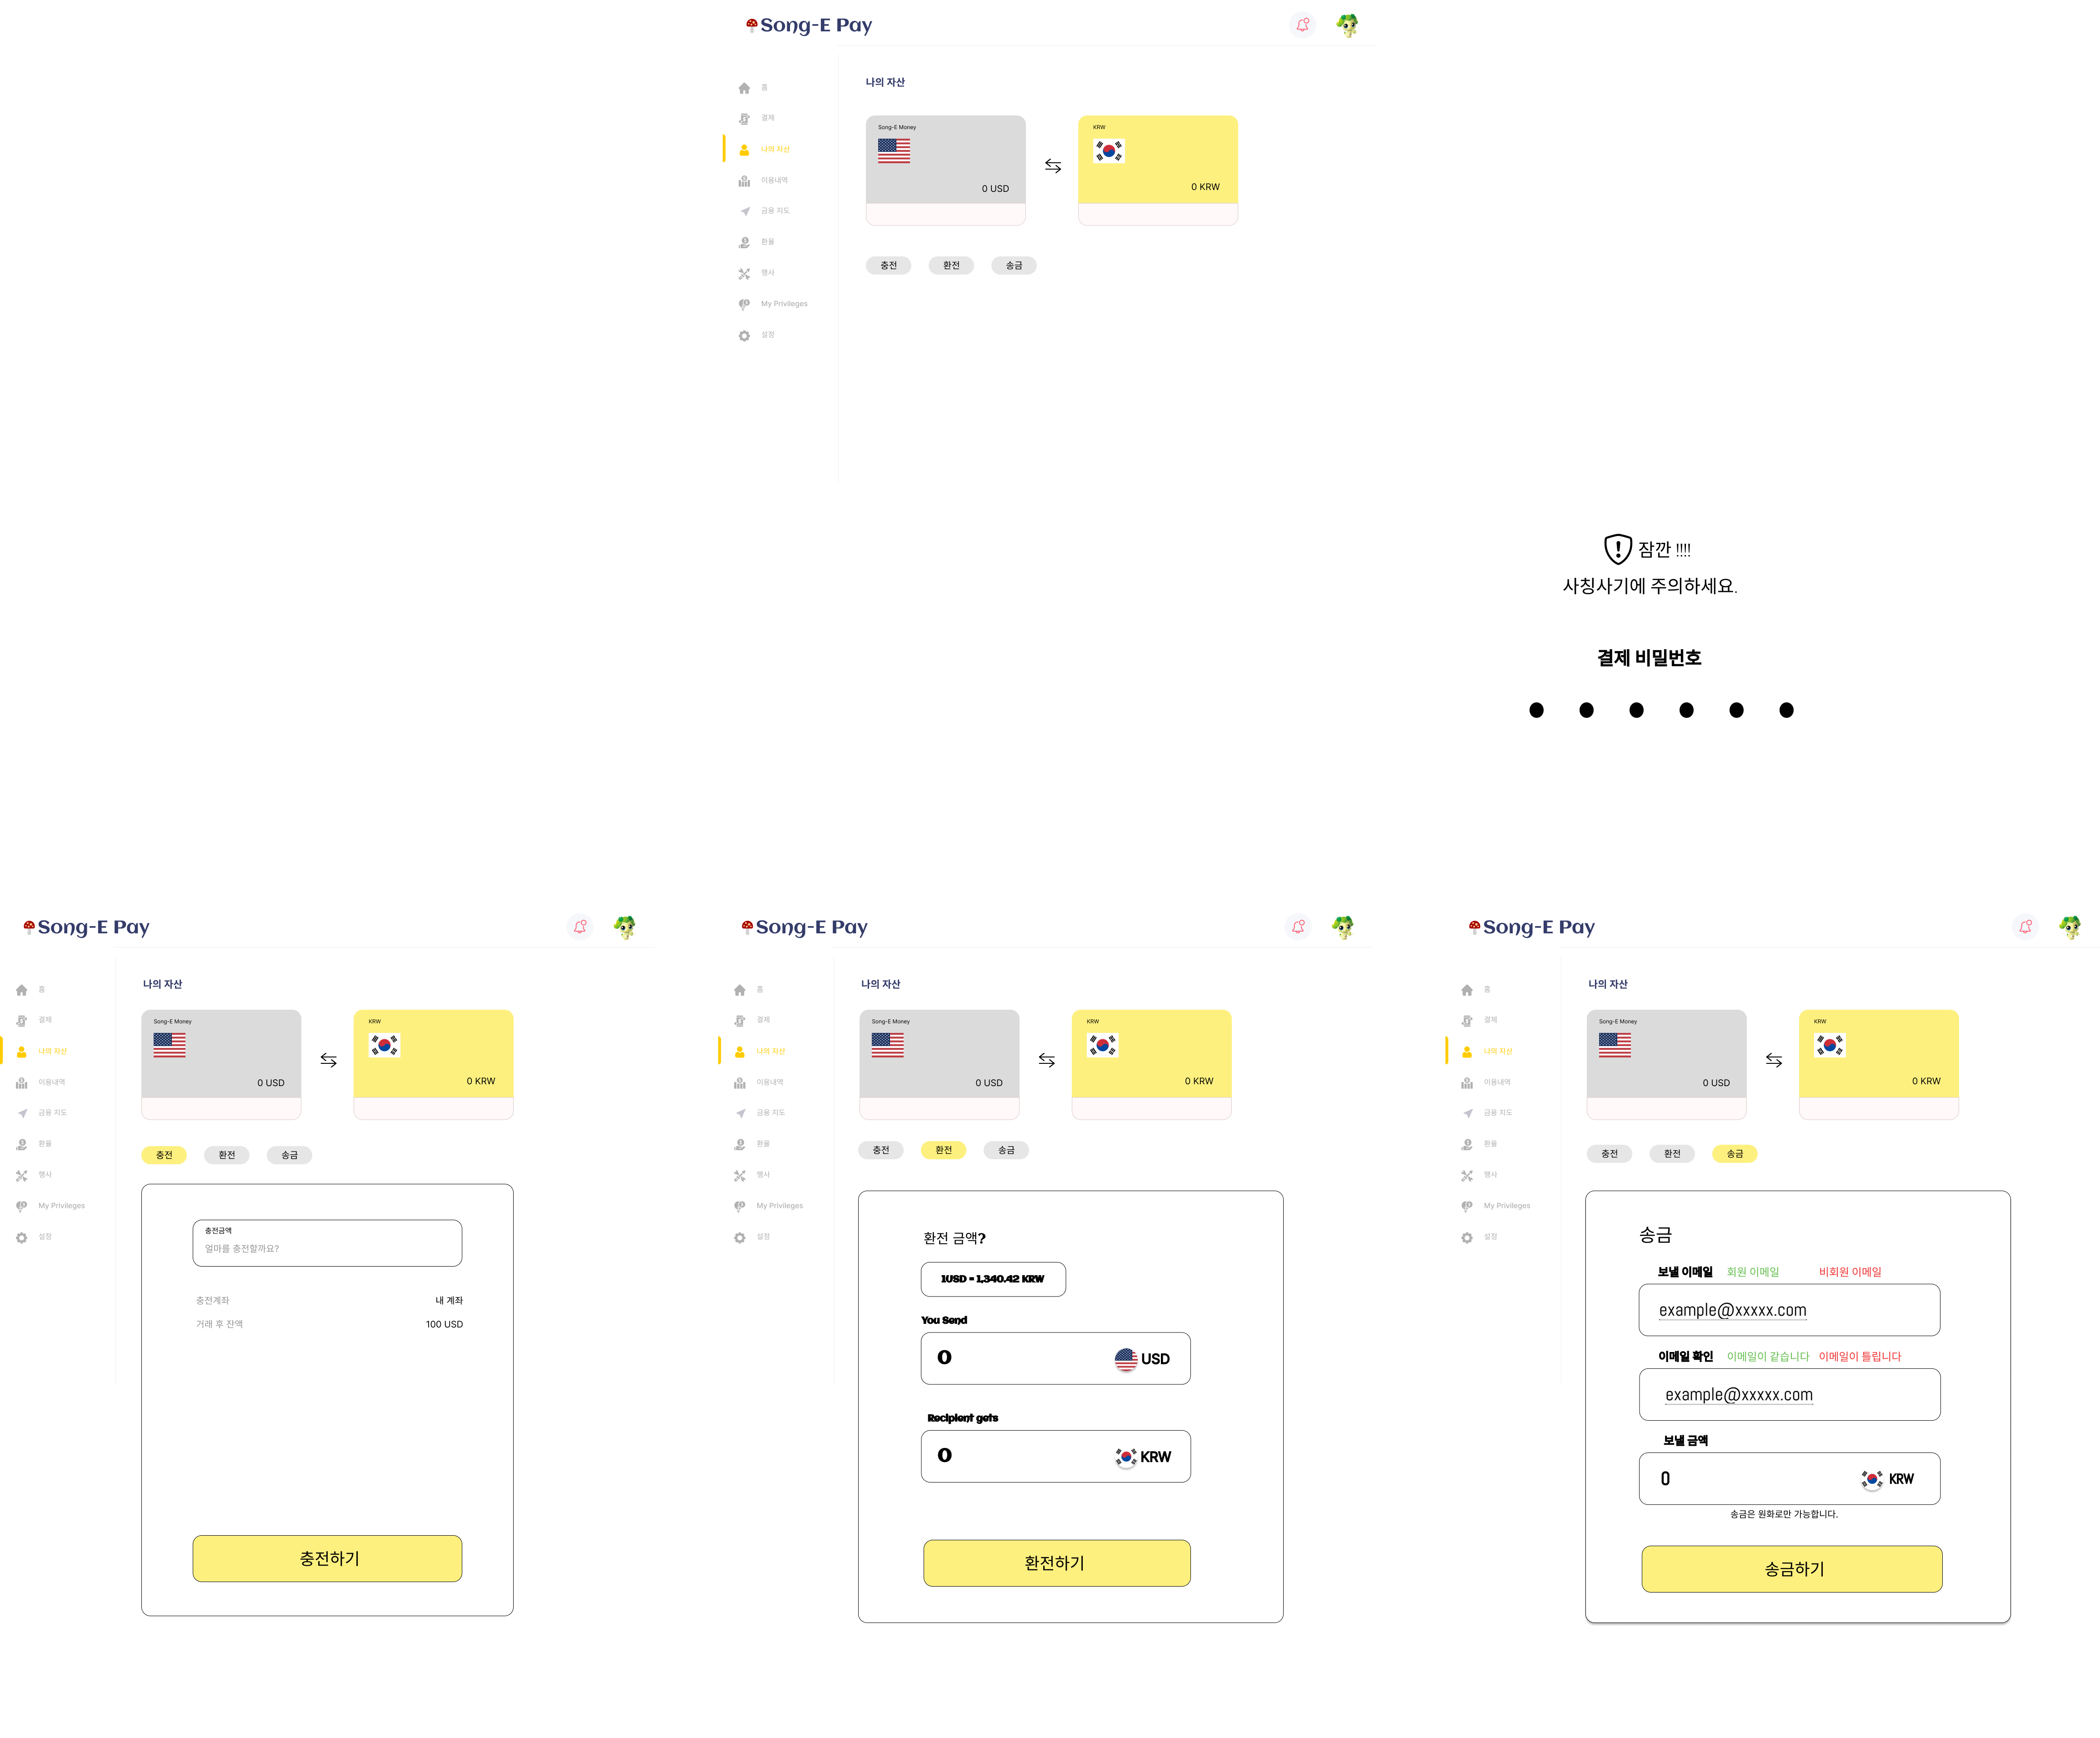 Song-E Pay
나의 자산
홈
결제
나의 자산
이용내역
금융 지도
환율
행사
My Privileges
설정
Song-E Money
0 USD
KRW
0 KRW
충전
환전
송금
잠깐 !!!!
사칭사기에 주의하세요.
결제 비밀번호
Song-E Pay
홈
결제
나의 자산
이용내역
금융 지도
환율
행사
My Privileges
설정
나의 자산
Song-E Money
0 USD
KRW
0 KRW
충전
환전
송금
충전금액
얼마를 충전할까요?
충전계좌 내 계좌
거래 후 잔액 100 USD
충전하기
Song-E Pay
홈
결제
나의 자산
이용내역
금융 지도
환율
행사
My Privileges
설정
나의 자산
Song-E Money
0 USD
KRW
0 KRW
충전
환전
송금
환전 금액?
1USD = 1,340.42 KRW
You Send
0 USD
Recipient gets
0 KRW
환전하기
Song-E Pay
홈
결제
나의 자산
이용내역
금융 지도
환율
행사
My Privileges
설정
나의 자산
Song-E Money
0 USD
KRW
0 KRW
충전
환전
송금
송금
보낼 이메일 회원 이메일 비회원 이메일
example@xxxxx.com
이메일 확인 이메일이 같습니다 이메일이 틀립니다
example@xxxxx.com
보낼 금액
0 KRW
송금은 원화로만 가능합니다.
송금하기